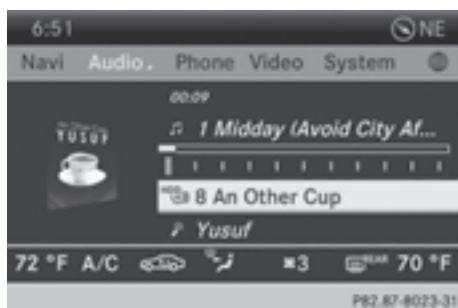 6:51 NE
Navi Audio. Phone Video System
00:09
YUSUF
1 Midday (Avoid City Af...
8 An Other Cup
Yusuf
72 °F A/C 3 REAR 70 °F
P82.87-8023-31